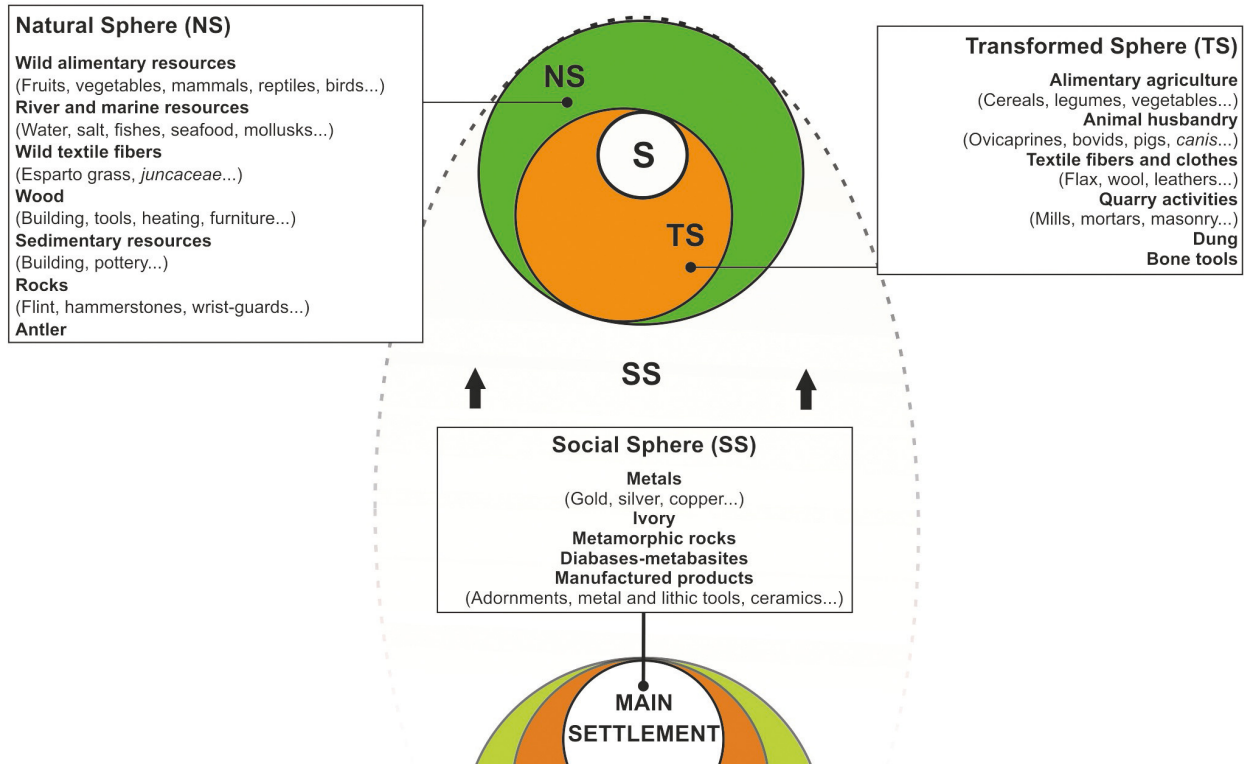 Natural Sphere (NS)
Wild alimentary resources
(Fruits, vegetables, mammals, reptiles, birds...)
River and marine resources
(Water, salt, fishes, seafood, mollusks...)
Wild textile fibers
(Esparto grass, juncaceae...)
Wood
(Building, tools, heating, furniture...)
Sedimentary resources
(Building, pottery...)
Rocks
(Flint, hammerstones, wrist-guards...)
Antler
NS
S
TS
Transformed Sphere (TS)
Alimentary agriculture
(Cereals, legumes, vegetables...)
Animal husbandry
(Ovicaprines, bovids, pigs, canis...)
Textile fibers and clothes
(Flax, wool, leathers...)
Quarry activities
(Mills, mortars, masonry...)
Dung
Bone tools
SS
Social Sphere (SS)
Metals
(Gold, silver, copper...)
Ivory
Metamorphic rocks
Diabases-metabasites
Manufactured products
(Adornments, metal and lithic tools, ceramics...)
MAIN
SETTLEMENT